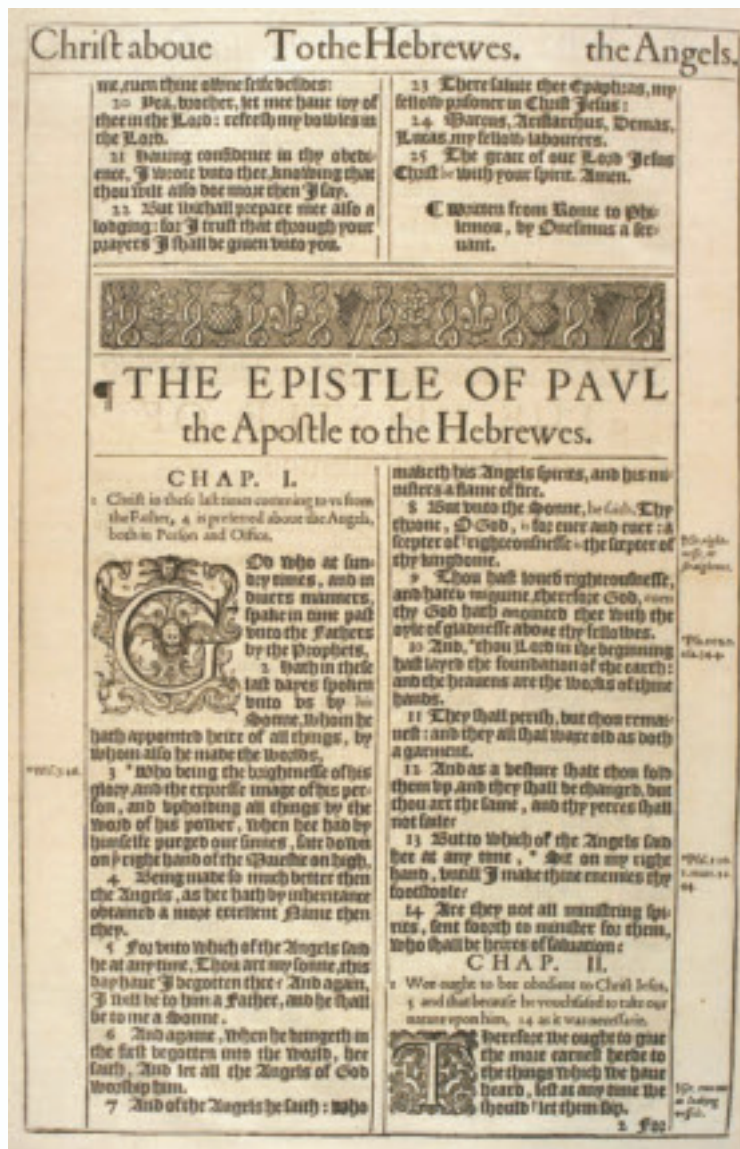 Chriſt aboue To the Hebrewes. the Angels.
me, euen thine owne ſelfe beſides:
20 Yea, brother, let mee haue ioy of
thee in the Lord: refreſh my bowels in
the Lord.
21 Hauing confidence in thy obedi-
ence, I wrote vnto thee, knowing that
thou wilt alſo doe more then I ſay.
22 But withall prepare mee alſo a
lodging: for I truſt that through your
prayers I ſhall be giuen vnto you.
23 There ſalute thee Epaphras, my
fellow priſoner in Chriſt Jeſus:
24 Marcus, Ariſtarchus, Demas,
Lucas, my fellow labourers.
25 The grace of our Lord Jeſus
Chriſt be with your ſpirit. Amen.
¶ Written from Rome to Phi-
lemon, by Oneſimus a ſer-
uant.
¶ THE EPISTLE OF PAVL
the Apoſtle to the Hebrewes.
CHAP. I.
1 Chriſt in theſe laſt times comming to vs from
the Father, 4 is preferred aboue the Angels,
both in Perſon and Office.
GOd who at ſun-
dry times, and in
diuers manners,
ſpake in time paſt
vnto the Fathers
by the Prophets,
2 Hath in theſe
laſt dayes ſpoken
vnto vs by his
Sonne, whom he
hath appointed heire of all things, by
whom alſo he made the worlds,
3 * Who being the brightneſſe of his
glory, and the expreſſe image of his per-
ſon, and vpholding all things by the
word of his power, when hee had by
himſelfe purged our ſinnes, ſate down
on yͤ right hand of the Maieſtie on high,
4 Being made ſo much better then
the Angels, as hee hath by inheritance
obtained a more excellent Name then
they.
5 For vnto which of the Angels ſaid
he at any time, Thou art my ſonne, this
day haue I begotten thee? And again,
I will be to him a Father, and he ſhall
be to me a Sonne.
6 And againe, when he bringeth in
the firſt begotten into the world, hee
ſaith, And let all the Angels of God
worſhip him.
7 And of the Angels he ſaith: Who
maketh his Angels ſpirits, and his mi-
niſters a flame of fire.
8 But vnto the Sonne, he ſaith, Thy
throne, O God, is for euer and euer: a
ſcepter of righteouſneſſe is the ſcepter of
thy kingdome.
9 Thou haſt loued righteouſneſſe,
and hated iniquitie, therefore God, euen
thy God hath anointed thee with the
oyle of gladneſſe aboue thy fellowes.
10 And, *thou Lord in the beginning
haſt layed the foundation of the earth:
and the heauens are the works of thine
hands.
11 They ſhall periſh, but thou remai-
neſt: and they all ſhal waxe old as doth
a garment.
12 And as a veſture ſhalt thou fold
them vp, and they ſhall be changed, but
thou art the ſame, and thy yeeres ſhall
not faile.
13 But to which of the Angels ſaid
hee at any time, * Sit on my right
hand, vntill I make thine enemies thy
footſtoole?
14 Are they not all miniſtring ſpi-
rits, ſent foorth to miniſter for them,
who ſhall be heires of ſaluation?
CHAP. II.
1 Wee ought to bee obedient to Chriſt Ieſus,
5 and that becauſe he vouchſafed to take our
nature vpon him, 14 as it was neceſſarie.
Therefore we ought to giue
the more earneſt heede to
the things which we haue
heard, leſt at any time we
ſhould let them ſlip.
2 For